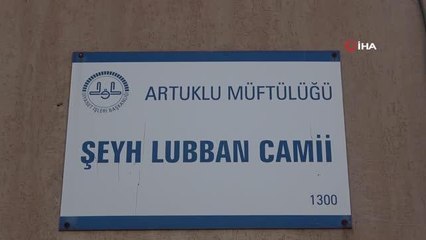 İHA
ARTUKLU MÜFTÜLÜĞÜ
ŞEYH LUBBAN CAMİİ
1300